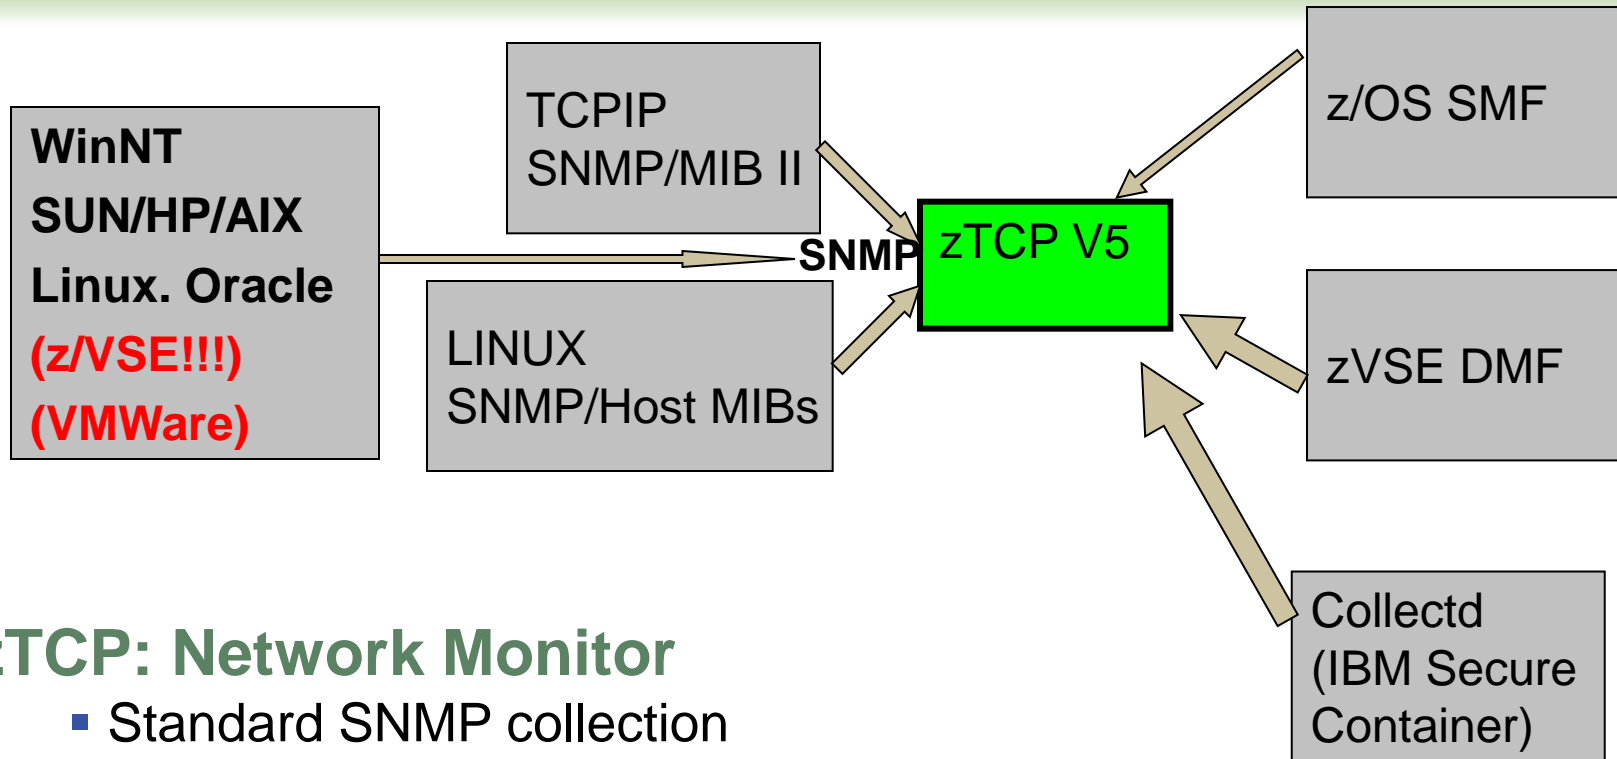 WinNT
SUN/HP/AIX
Linux. Oracle
(z/VSE!!!)
(VMWare)
TCPIP
SNMP/MIB II
LINUX
SNMP/Host MIBs
SNMP
zTCP V5
z/OS SMF
zVSE DMF
Collectd
(IBM Secure
Container)
zTCP: Network Monitor
▪ Standard SNMP collection